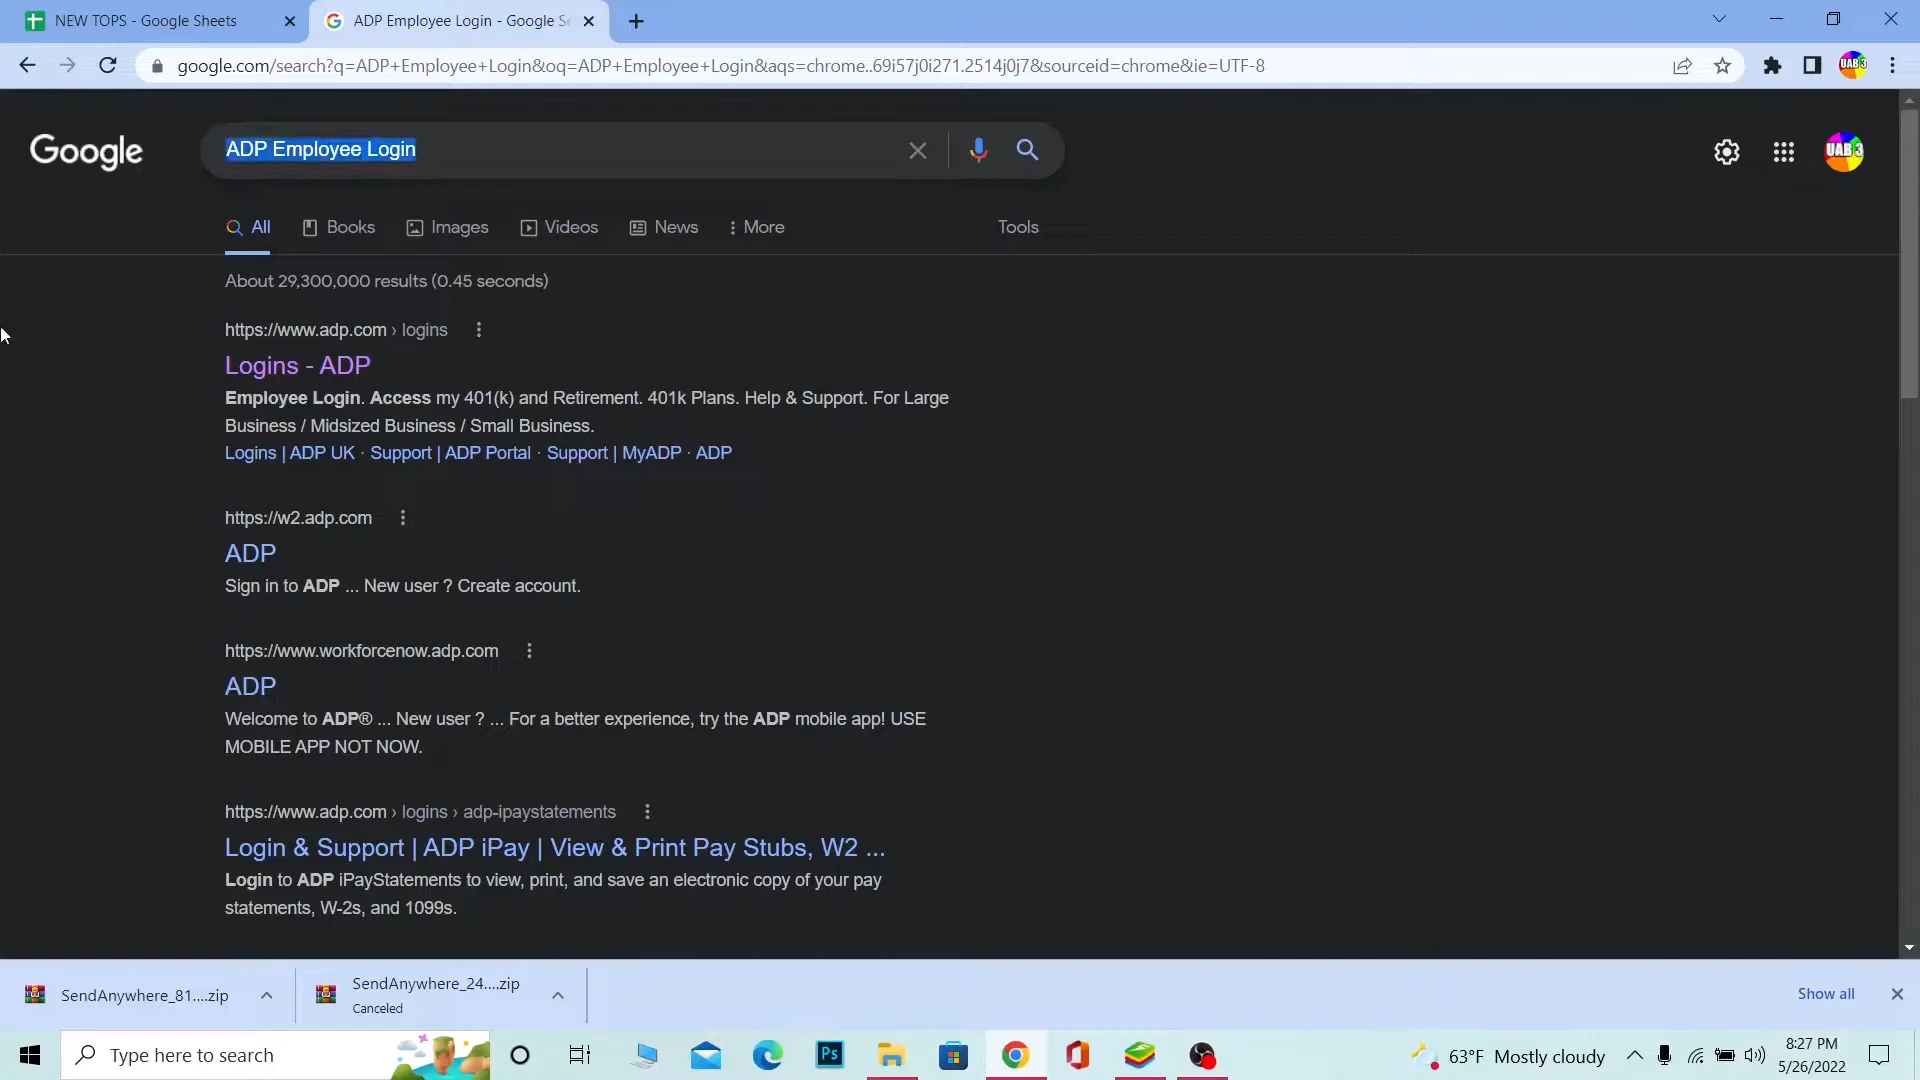 NEW TOPS - Google Sheets
ADP Employee Login - Google Se
google.com/search?q=ADP+Employee+Login&oq=ADP+Employee+Login&aqs=chrome..69i57j0i271.2514j0j7&sourceid=chrome&ie=UTF-8
UAB 3
Google
ADP Employee Login
UAB 3
All
Books
Images
Videos
News
More
Tools
About 29,300,000 results (0.45 seconds)
https://www.adp.com › logins
Logins - ADP
Employee Login. Access my 401(k) and Retirement. 401k Plans. Help & Support. For Large
Business / Midsized Business / Small Business.
Logins | ADP UK · Support | ADP Portal · Support | MyADP · ADP
https://w2.adp.com
ADP
Sign in to ADP ... New user ? Create account.
https://www.workforcenow.adp.com
ADP
Welcome to ADP® ... New user ? ... For a better experience, try the ADP mobile app! USE
MOBILE APP NOT NOW.
https://www.adp.com › logins › adp-ipaystatements
Login & Support | ADP iPay | View & Print Pay Stubs, W2 ...
Login to ADP iPayStatements to view, print, and save an electronic copy of your pay
statements, W-2s, and 1099s.
SendAnywhere_81....zip
SendAnywhere_24....zip
Canceled
Show all
Type here to search
Ps
63°F Mostly cloudy
8:27 PM
5/26/2022